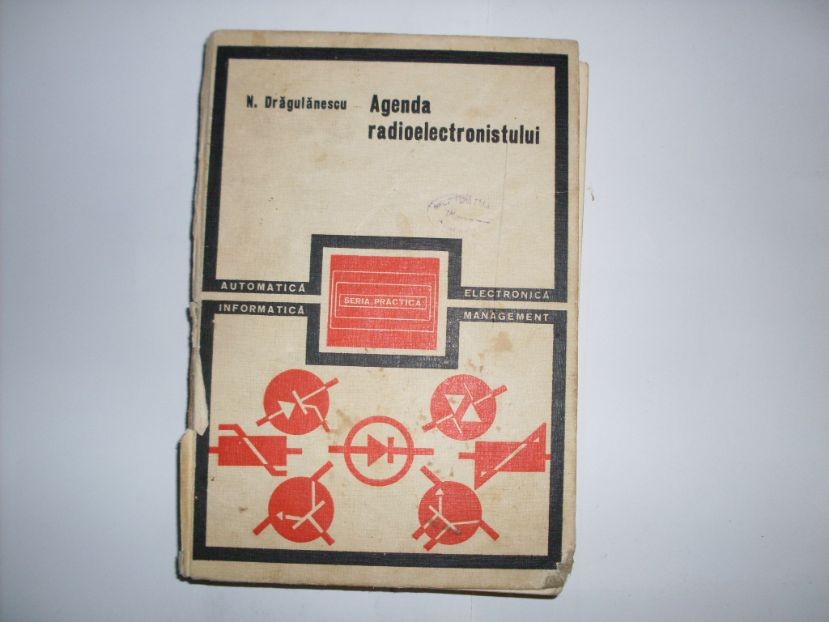 N. Drăgulănescu Agenda
radioelectronistului
AUTOMATICĂ ELECTRONICĂ
SERIA PRACTICĂ
INFORMATICĂ MANAGEMENT